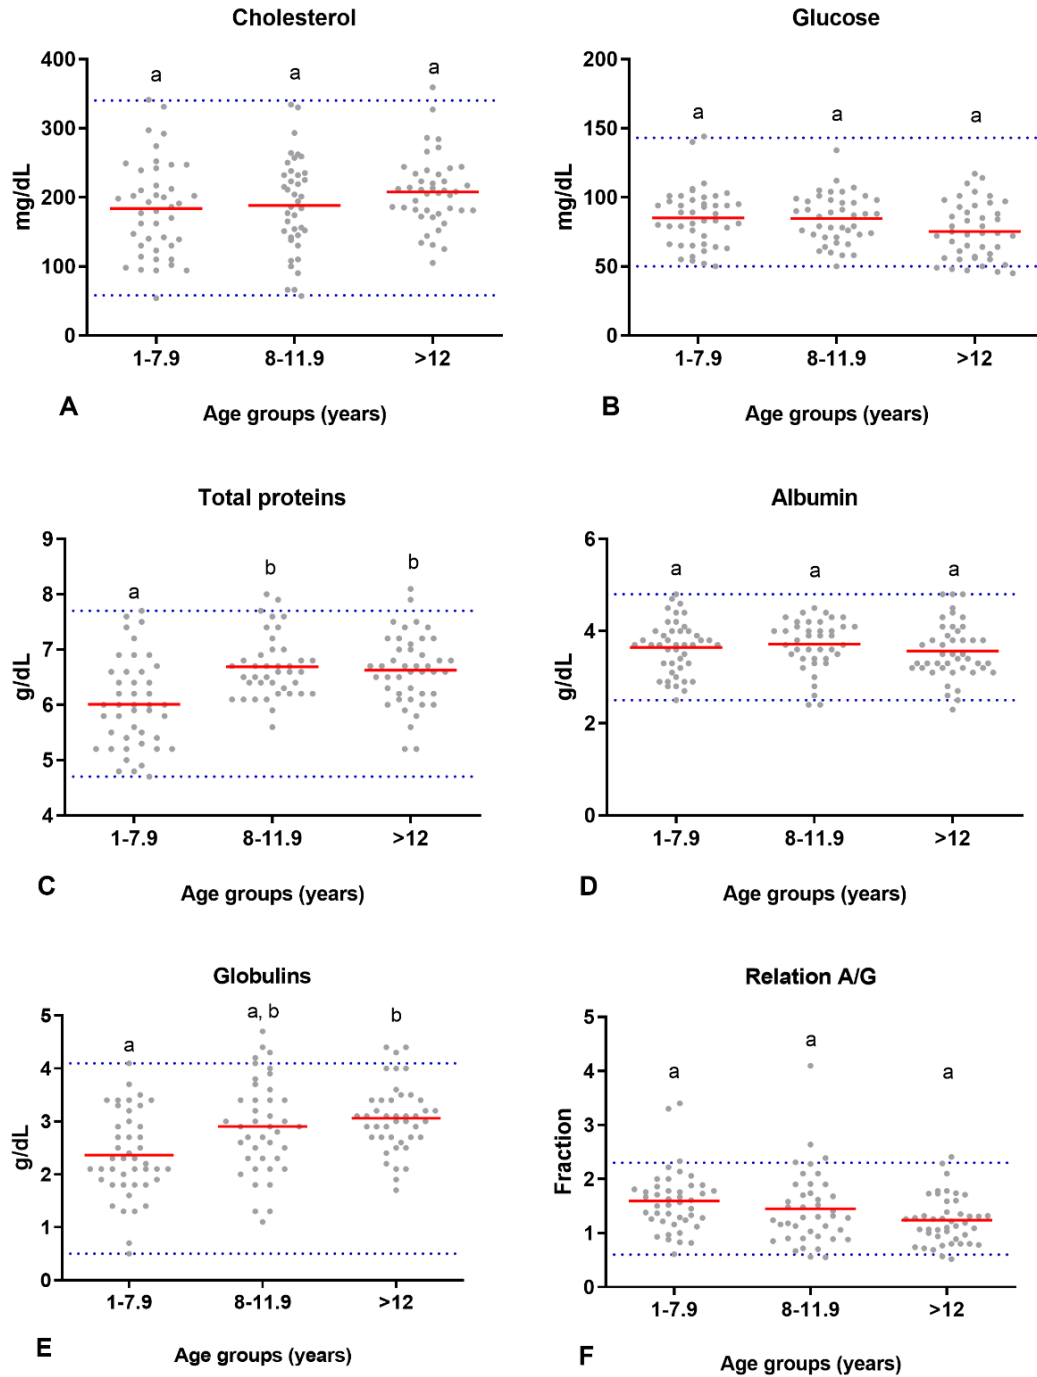 Cholesterol
400
300
200
100
0
mg/dL
a
a
a
1-7.9
8-11.9
>12
A
Age groups (years)
Glucose
200
150
100
50
0
mg/dL
a
a
a
1-7.9
8-11.9
>12
B
Age groups (years)
Total proteins
9
8
7
6
5
4
g/dL
a
b
b
1-7.9
8-11.9
>12
C
Age groups (years)
Albumin
6
4
2
0
g/dL
a
a
a
1-7.9
8-11.9
>12
D
Age groups (years)
Globulins
5
4
3
2
1
0
g/dL
a
a, b
b
1-7.9
8-11.9
>12
E
Age groups (years)
Relation A/G
5
4
3
2
1
0
Fraction
a
a
a
1-7.9
8-11.9
>12
F
Age groups (years)